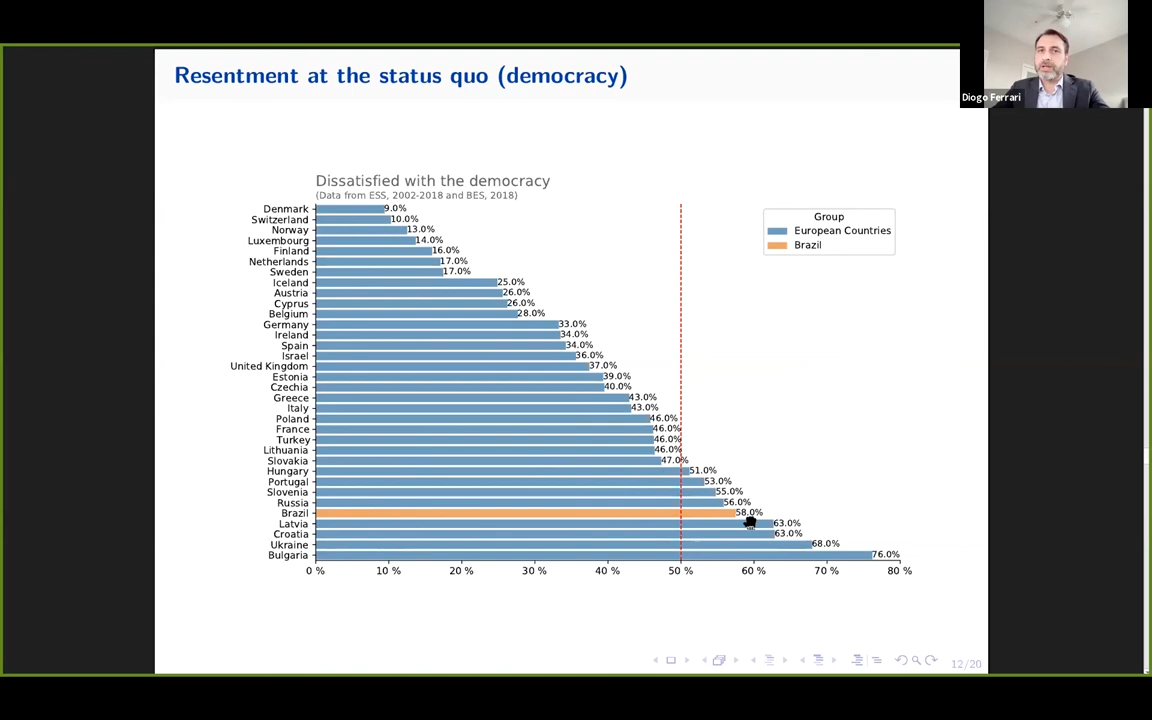 Resentment at the status quo (democracy)
Diogo Ferrari
Dissatisfied with the democracy
(Data from ESS, 2002-2018 and BES, 2018)
Group
European Countries
Brazil
Denmark 9.0%
Switzerland 10.0%
Norway 13.0%
Luxembourg 14.0%
Finland 16.0%
Netherlands 17.0%
Sweden 17.0%
Iceland 25.0%
Austria 26.0%
Cyprus 26.0%
Belgium 28.0%
Germany 33.0%
Ireland 34.0%
Spain 34.0%
Israel 36.0%
United Kingdom 37.0%
Estonia 39.0%
Czechia 40.0%
Greece 43.0%
Italy 43.0%
Poland 46.0%
France 46.0%
Turkey 46.0%
Lithuania 46.0%
Slovakia 47.0%
Hungary 51.0%
Portugal 53.0%
Slovenia 55.0%
Russia 56.0%
Brazil 58.0%
Latvia 63.0%
Croatia 63.0%
Ukraine 68.0%
Bulgaria 76.0%
0 % 10 % 20 % 30 % 40 % 50 % 60 % 70 % 80 %
12/20